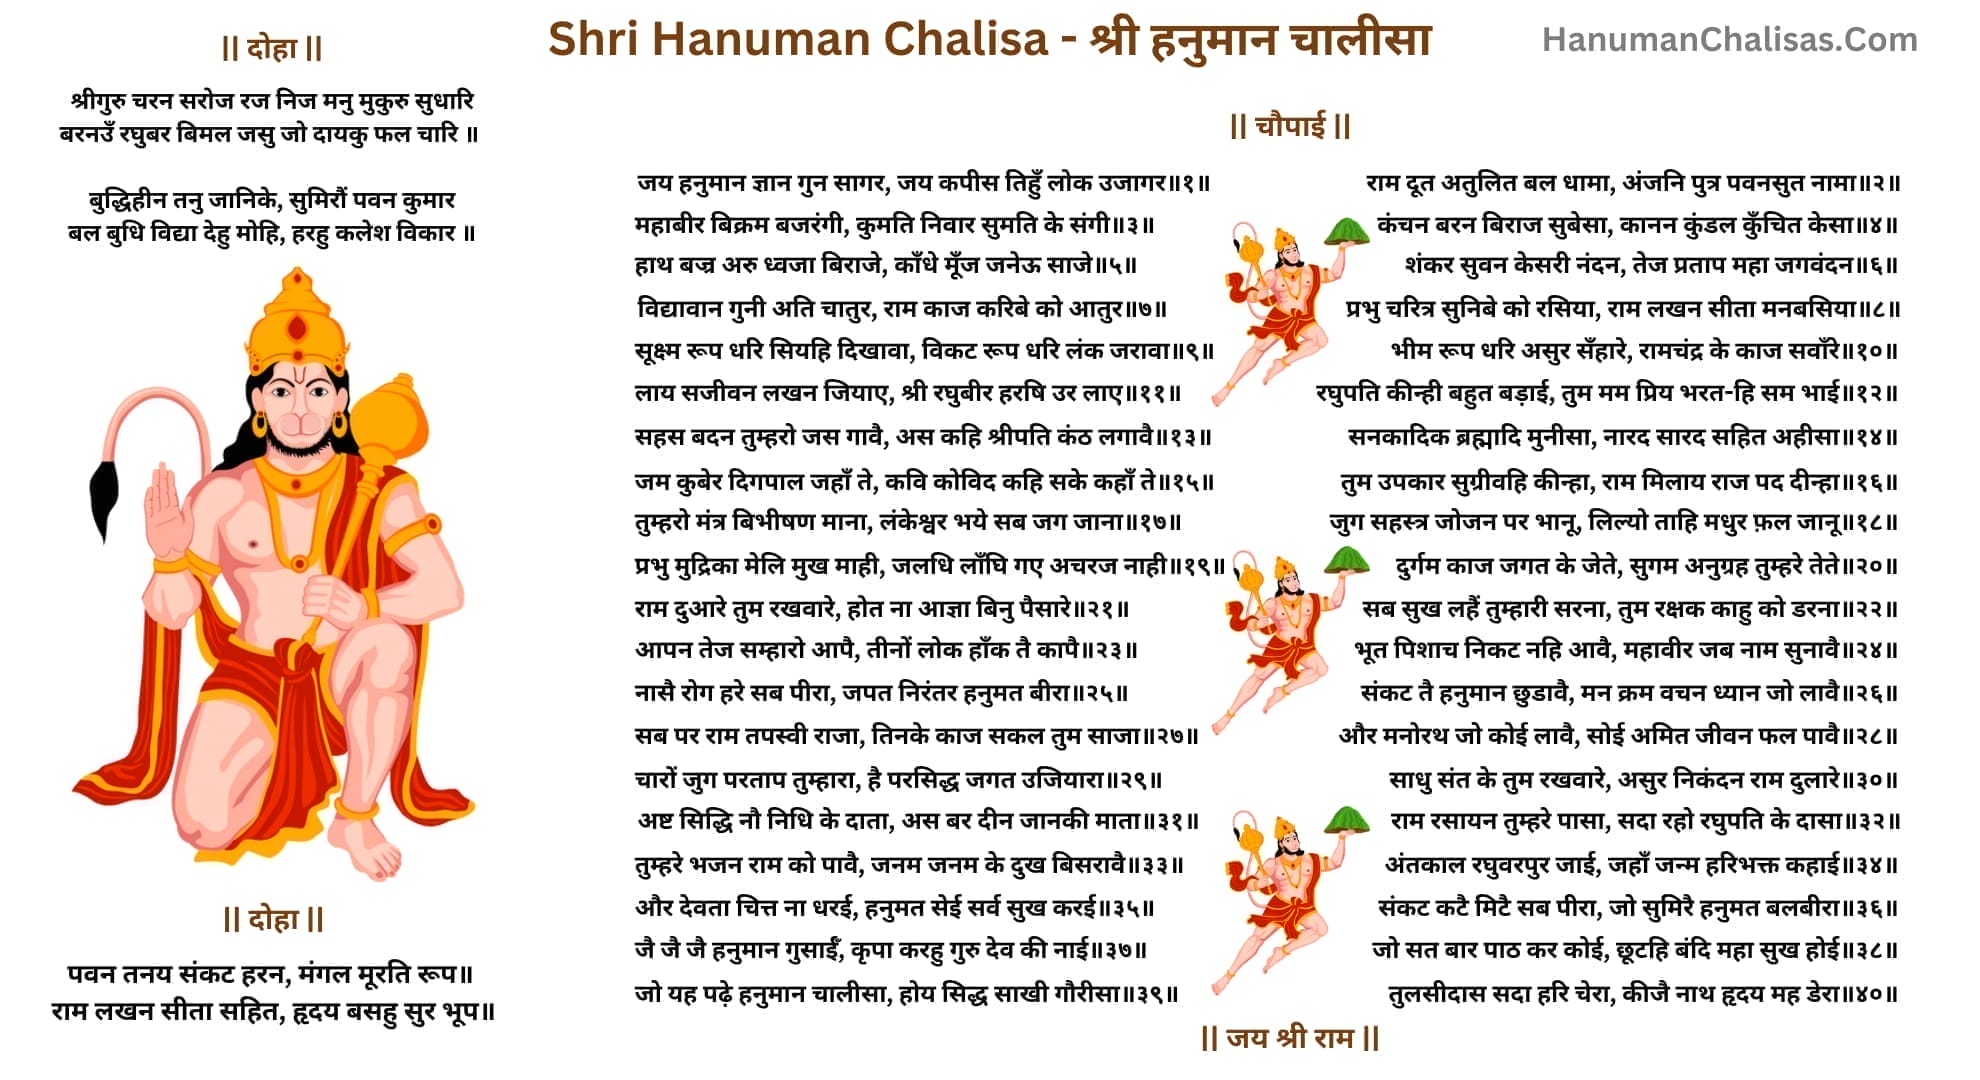 Shri Hanuman Chalisa - श्री हनुमान चालीसा
HanumanChalisas.Com
|| दोहा ||
श्रीगुरु चरन सरोज रज निज मनु मुकुरु सुधारि
बरनउँ रघुबर बिमल जसु जो दायकु फल चारि ॥
बुद्धिहीन तनु जानिके, सुमिरौं पवन कुमार
बल बुधि विद्या देहु मोहि, हरहु कलेश विकार ॥
|| चौपाई ||
जय हनुमान ज्ञान गुन सागर, जय कपीस तिहुँ लोक उजागर॥१॥
राम दूत अतुलित बल धामा, अंजनि पुत्र पवनसुत नामा॥२॥
महाबीर बिक्रम बजरंगी, कुमति निवार सुमति के संगी॥३॥
कंचन बरन बिराज सुबेसा, कानन कुंडल कुँचित केसा॥४॥
हाथ बज्र अरु ध्वजा बिराजे, काँधे मूँज जनेऊ साजे॥५॥
शंकर सुवन केसरी नंदन, तेज प्रताप महा जगवंदन॥६॥
विद्यावान गुनी अति चातुर, राम काज करिबे को आतुर॥७॥
प्रभु चरित्र सुनिबे को रसिया, राम लखन सीता मनबसिया॥८॥
सूक्ष्म रूप धरि सियहि दिखावा, विकट रूप धरि लंक जरावा॥९॥
भीम रूप धरि असुर सँहारे, रामचंद्र के काज सवाँरे॥१०॥
लाय सजीवन लखन जियाए, श्री रघुबीर हरषि उर लाए॥११॥
रघुपति कीन्ही बहुत बड़ाई, तुम मम प्रिय भरत-हि सम भाई॥१२॥
सहस बदन तुम्हरो जस गावै, अस कहि श्रीपति कंठ लगावै॥१३॥
सनकादिक ब्रह्मादि मुनीसा, नारद सारद सहित अहीसा॥१४॥
जम कुबेर दिगपाल जहाँ ते, कवि कोविद कहि सके कहाँ ते॥१५॥
तुम उपकार सुग्रीवहि कीन्हा, राम मिलाय राज पद दीन्हा॥१६॥
तुम्हरो मंत्र बिभीषण माना, लंकेश्वर भये सब जग जाना॥१७॥
जुग सहस्त्र जोजन पर भानू, लिल्यो ताहि मधुर फ़ल जानू॥१८॥
प्रभु मुद्रिका मेलि मुख माही, जलधि लाँघि गए अचरज नाही॥१९॥
दुर्गम काज जगत के जेते, सुगम अनुग्रह तुम्हरे तेते॥२०॥
राम दुआरे तुम रखवारे, होत ना आज्ञा बिनु पैसारे॥२१॥
सब सुख लहैं तुम्हारी सरना, तुम रक्षक काहु को डरना॥२२॥
आपन तेज सम्हारो आपै, तीनों लोक हाँक तै कापै॥२३॥
भूत पिशाच निकट नहि आवै, महावीर जब नाम सुनावै॥२४॥
नासै रोग हरे सब पीरा, जपत निरंतर हनुमत बीरा॥२५॥
संकट तै हनुमान छुडावै, मन क्रम वचन ध्यान जो लावै॥२६॥
सब पर राम तपस्वी राजा, तिनके काज सकल तुम साजा॥२७॥
और मनोरथ जो कोई लावै, सोई अमित जीवन फल पावै॥२८॥
चारों जुग परताप तुम्हारा, है परसिद्ध जगत उजियारा॥२९॥
साधु संत के तुम रखवारे, असुर निकंदन राम दुलारे॥३०॥
अष्ट सिद्धि नौ निधि के दाता, अस बर दीन जानकी माता॥३१॥
राम रसायन तुम्हरे पासा, सदा रहो रघुपति के दासा॥३२॥
तुम्हरे भजन राम को पावै, जनम जनम के दुख बिसरावै॥३३॥
अंतकाल रघुवरपुर जाई, जहाँ जन्म हरिभक्त कहाई॥३४॥
और देवता चित्त ना धरई, हनुमत सेई सर्व सुख करई॥३५॥
संकट कटै मिटै सब पीरा, जो सुमिरै हनुमत बलबीरा॥३६॥
जै जै जै हनुमान गुसाईँ, कृपा करहु गुरु देव की नाई॥३७॥
जो सत बार पाठ कर कोई, छूटहि बंदि महा सुख होई॥३८॥
जो यह पढ़े हनुमान चालीसा, होय सिद्ध साखी गौरीसा॥३९॥
तुलसीदास सदा हरि चेरा, कीजै नाथ हृदय मह डेरा॥४०॥
|| दोहा ||
पवन तनय संकट हरन, मंगल मूरति रूप॥
राम लखन सीता सहित, हृदय बसहु सुर भूप॥
|| जय श्री राम ||